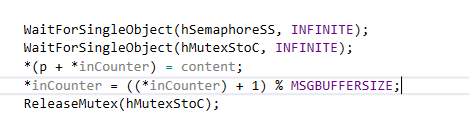 WaitForSingleObject(hSemaphoreSS, INFINITE);
WaitForSingleObject(hMutexStoC, INFINITE);
*(p + *inCounter) = content;
*inCounter = ((*inCounter) + 1) % MSGBUFFERSIZE;
ReleaseMutex(hMutexStoC);